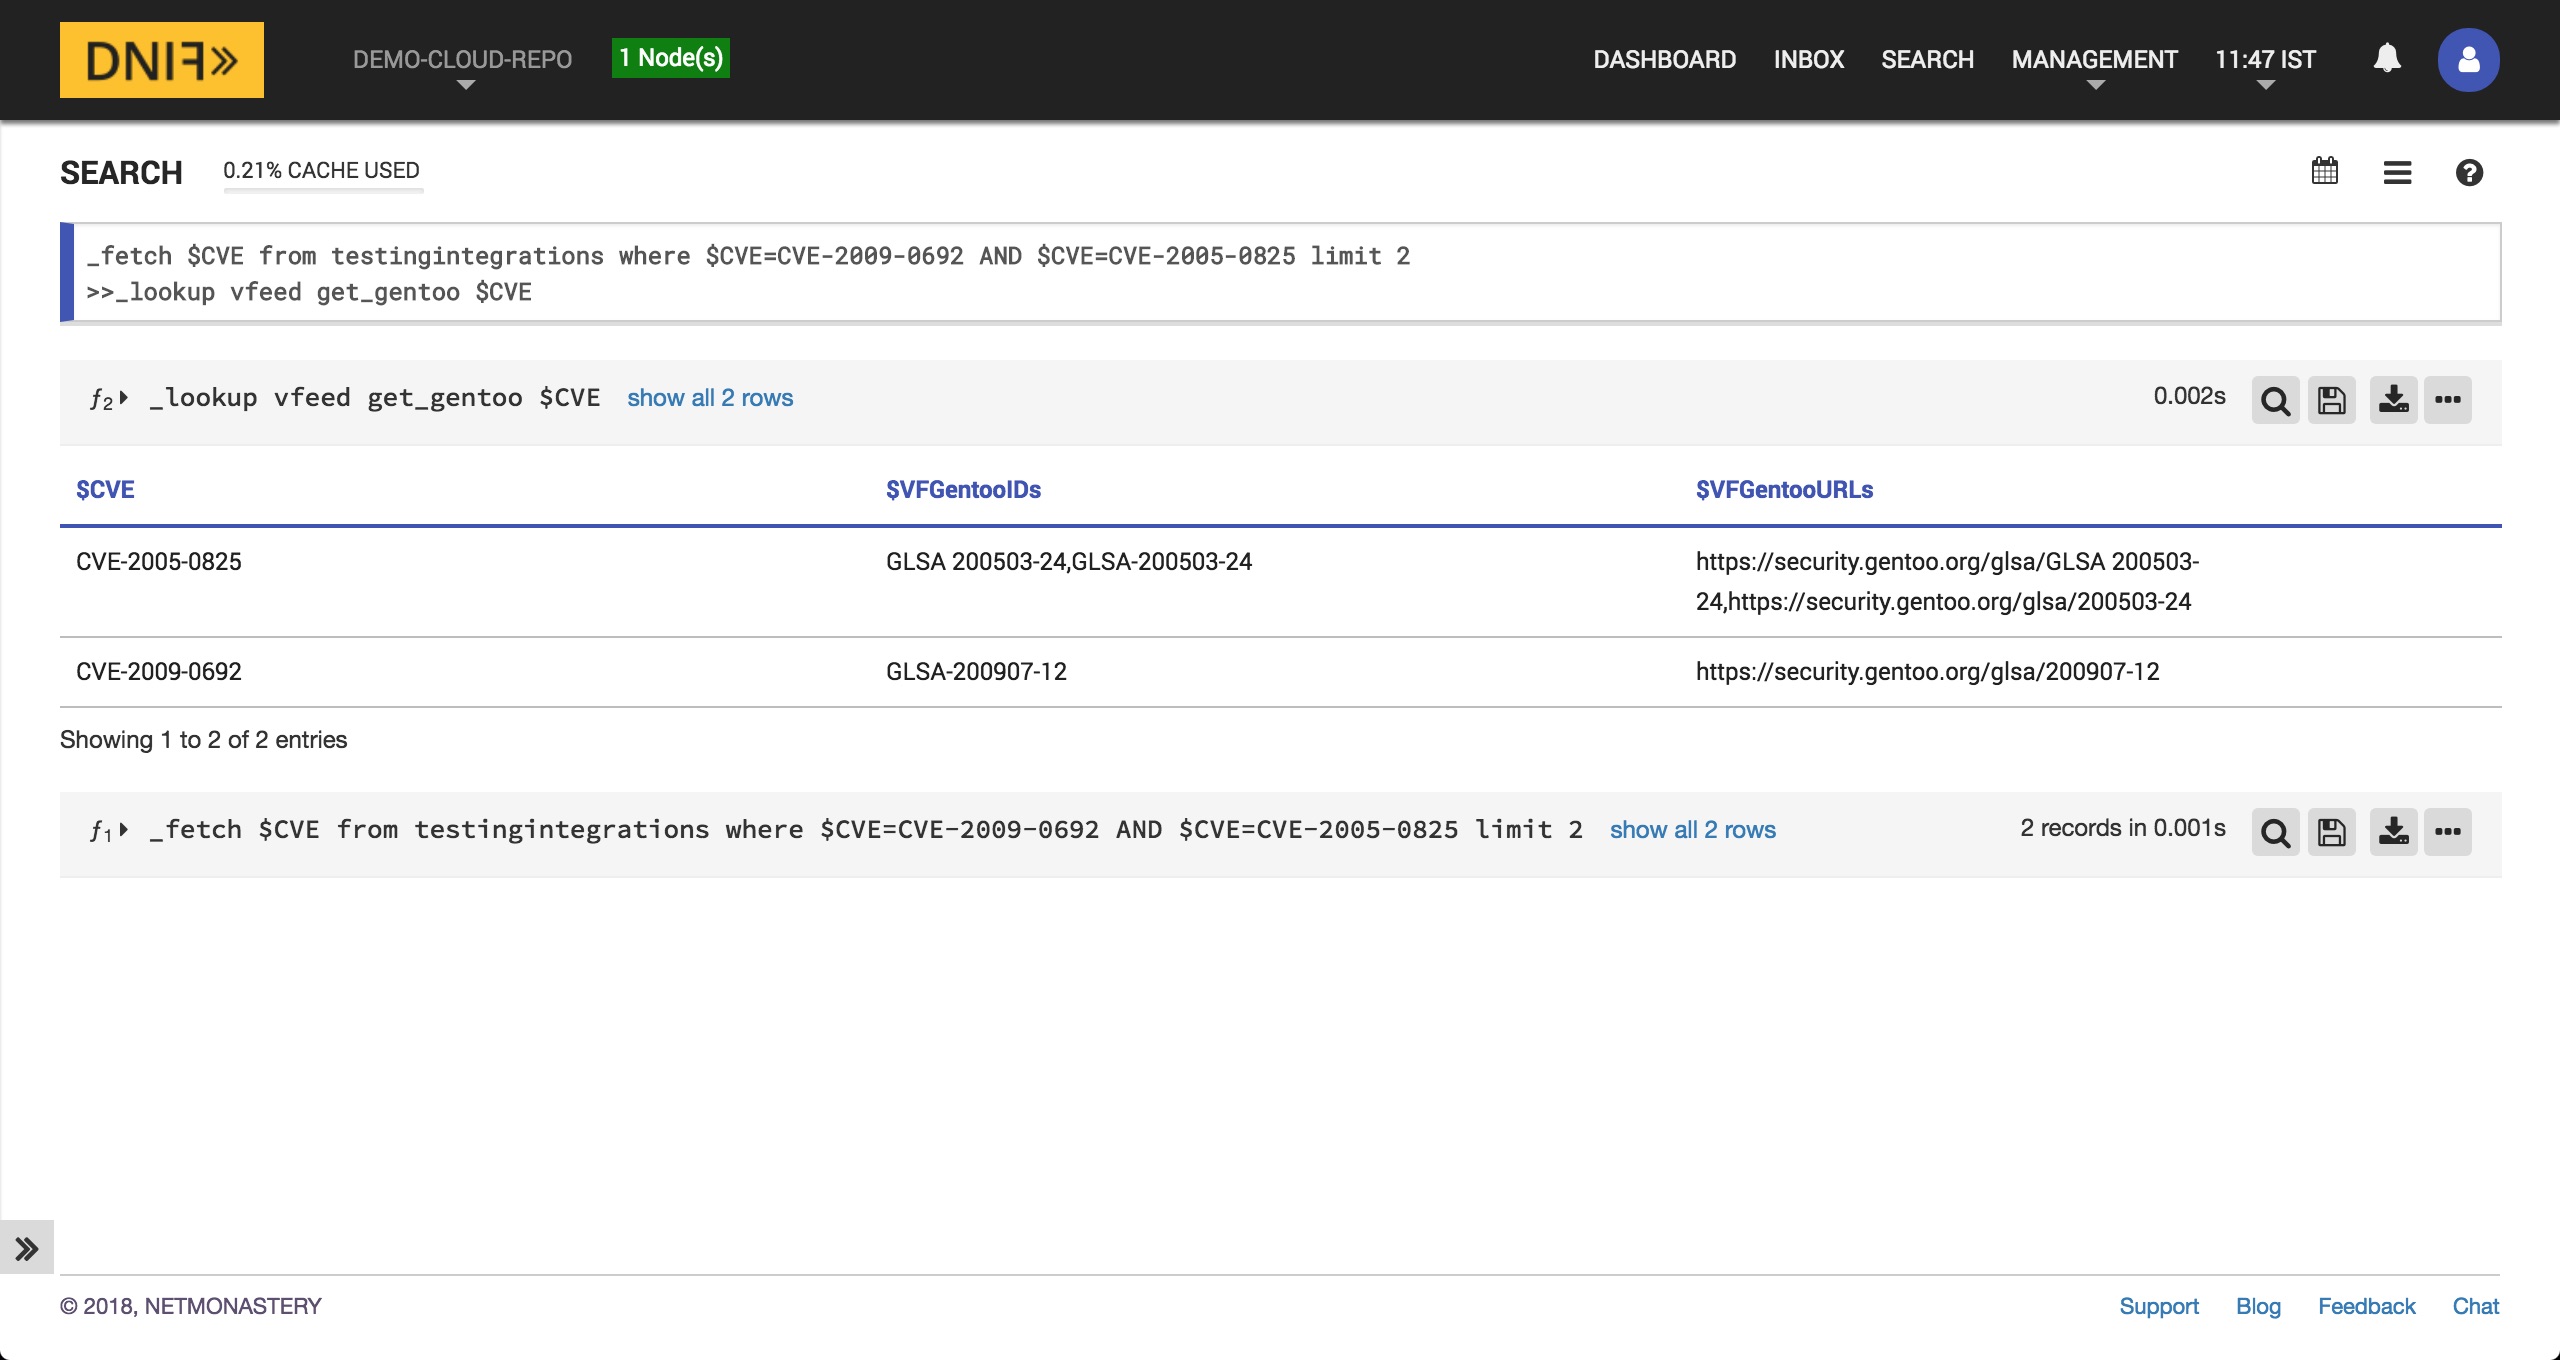 DNIF»
DEMO-CLOUD-REPO
1 Node(s)
DASHBOARD
INBOX
SEARCH
MANAGEMENT
11:47 IST
SEARCH
0.21% CACHE USED
_fetch $CVE from testingintegrations where $CVE=CVE-2009-0692 AND $CVE=CVE-2005-0825 limit 2
>>_lookup vfeed get_gentoo $CVE
ƒ2 _lookup vfeed get_gentoo $CVE show all 2 rows
0.002s
$CVE
$VFGentooIDs
$VFGentooURLs
CVE-2005-0825
GLSA 200503-24,GLSA-200503-24
https://security.gentoo.org/glsa/GLSA 200503-
24,https://security.gentoo.org/glsa/200503-24
CVE-2009-0692
GLSA-200907-12
https://security.gentoo.org/glsa/200907-12
Showing 1 to 2 of 2 entries
ƒ1 _fetch $CVE from testingintegrations where $CVE=CVE-2009-0692 AND $CVE=CVE-2005-0825 limit 2 show all 2 rows
2 records in 0.001s
© 2018, NETMONASTERY
Support
Blog
Feedback
Chat